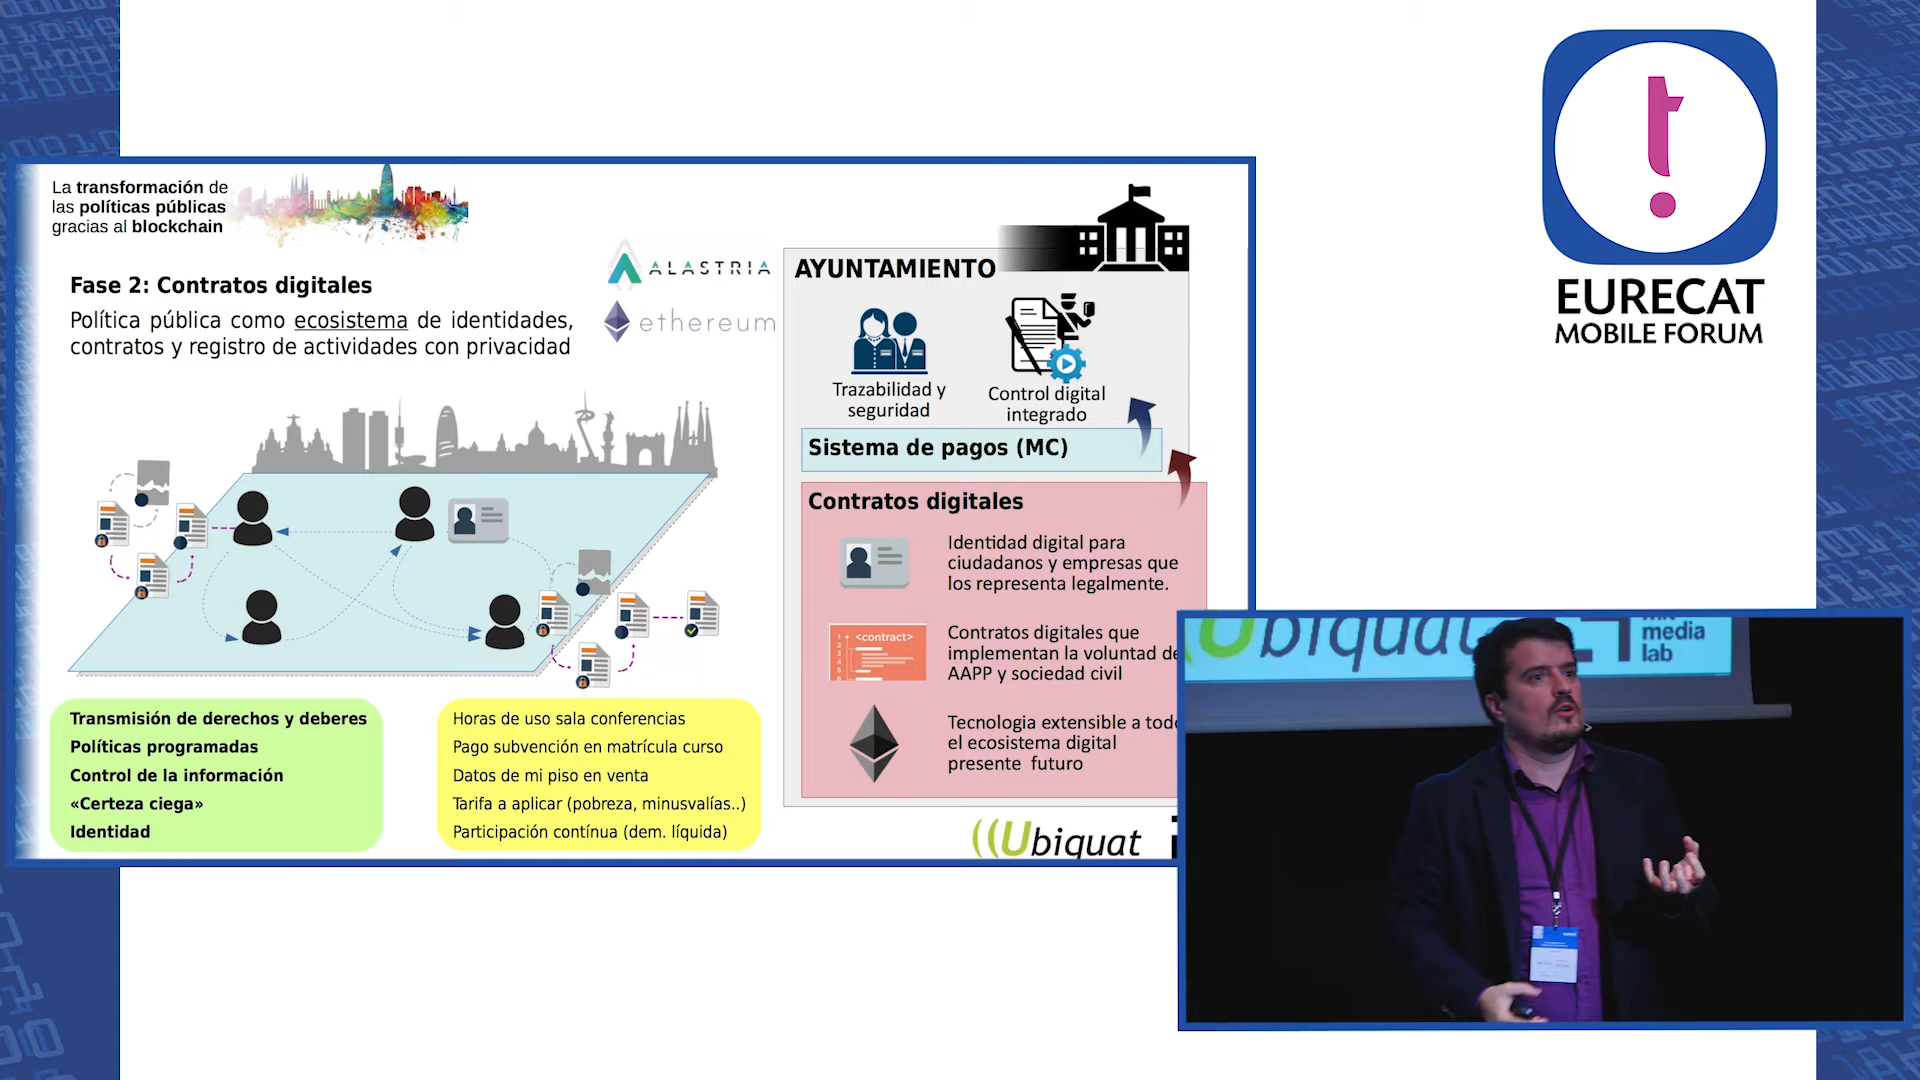 La transformación de
las políticas públicas
gracias al blockchain
Fase 2: Contratos digitales
Política pública como ecosistema de identidades,
contratos y registro de actividades con privacidad
ALASTRIA
ethereum
AYUNTAMIENTO
Trazabilidad y
seguridad
Control digital
integrado
Sistema de pagos (MC)
Contratos digitales
Identidad digital para
ciudadanos y empresas que
los representa legalmente.
<contract>
Contratos digitales que
implementan la voluntad de
AAPP y sociedad civil
Tecnologia extensible a todo
el ecosistema digital
presente futuro
Transmisión de derechos y deberes
Políticas programadas
Control de la información
«Certeza ciega»
Identidad
Horas de uso sala conferencias
Pago subvención en matrícula curso
Datos de mi piso en venta
Tarifa a aplicar (pobreza, minusvalías..)
Participación contínua (dem. líquida)
Ubiquat
EURECAT
MOBILE FORUM
Ubiquat
mit
media
lab